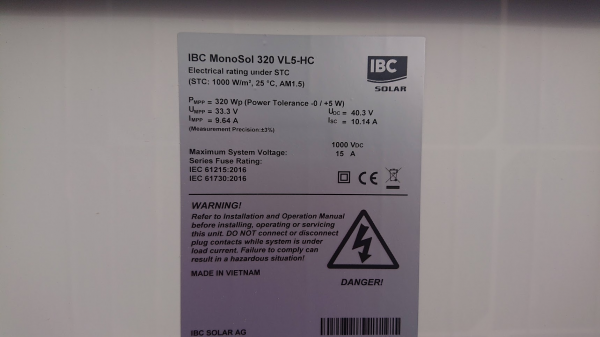 IBC MonoSol 320 VL5-HC
Electrical rating under STC
(STC: 1000 W/m², 25 °C, AM1.5)
IBC
SOLAR
PMPP = 320 Wp (Power Tolerance -0 / +5 W)
UMPP = 33.3 V UOC = 40.3 V
IMPP = 9.64 A ISC = 10.14 A
(Measurement Precision ±3%)
Maximum System Voltage: 1000 VDC
Series Fuse Rating: 15 A
IEC 61215:2016
IEC 61730:2016
CE
WARNING!
Refer to Installation and Operation Manual
before installing, operating or servicing
this unit. DO NOT connect or disconnect
plug contacts while system is under
load current. Failure to comply can
result in a hazardous situation!
MADE IN VIETNAM
DANGER!
IBC SOLAR AG